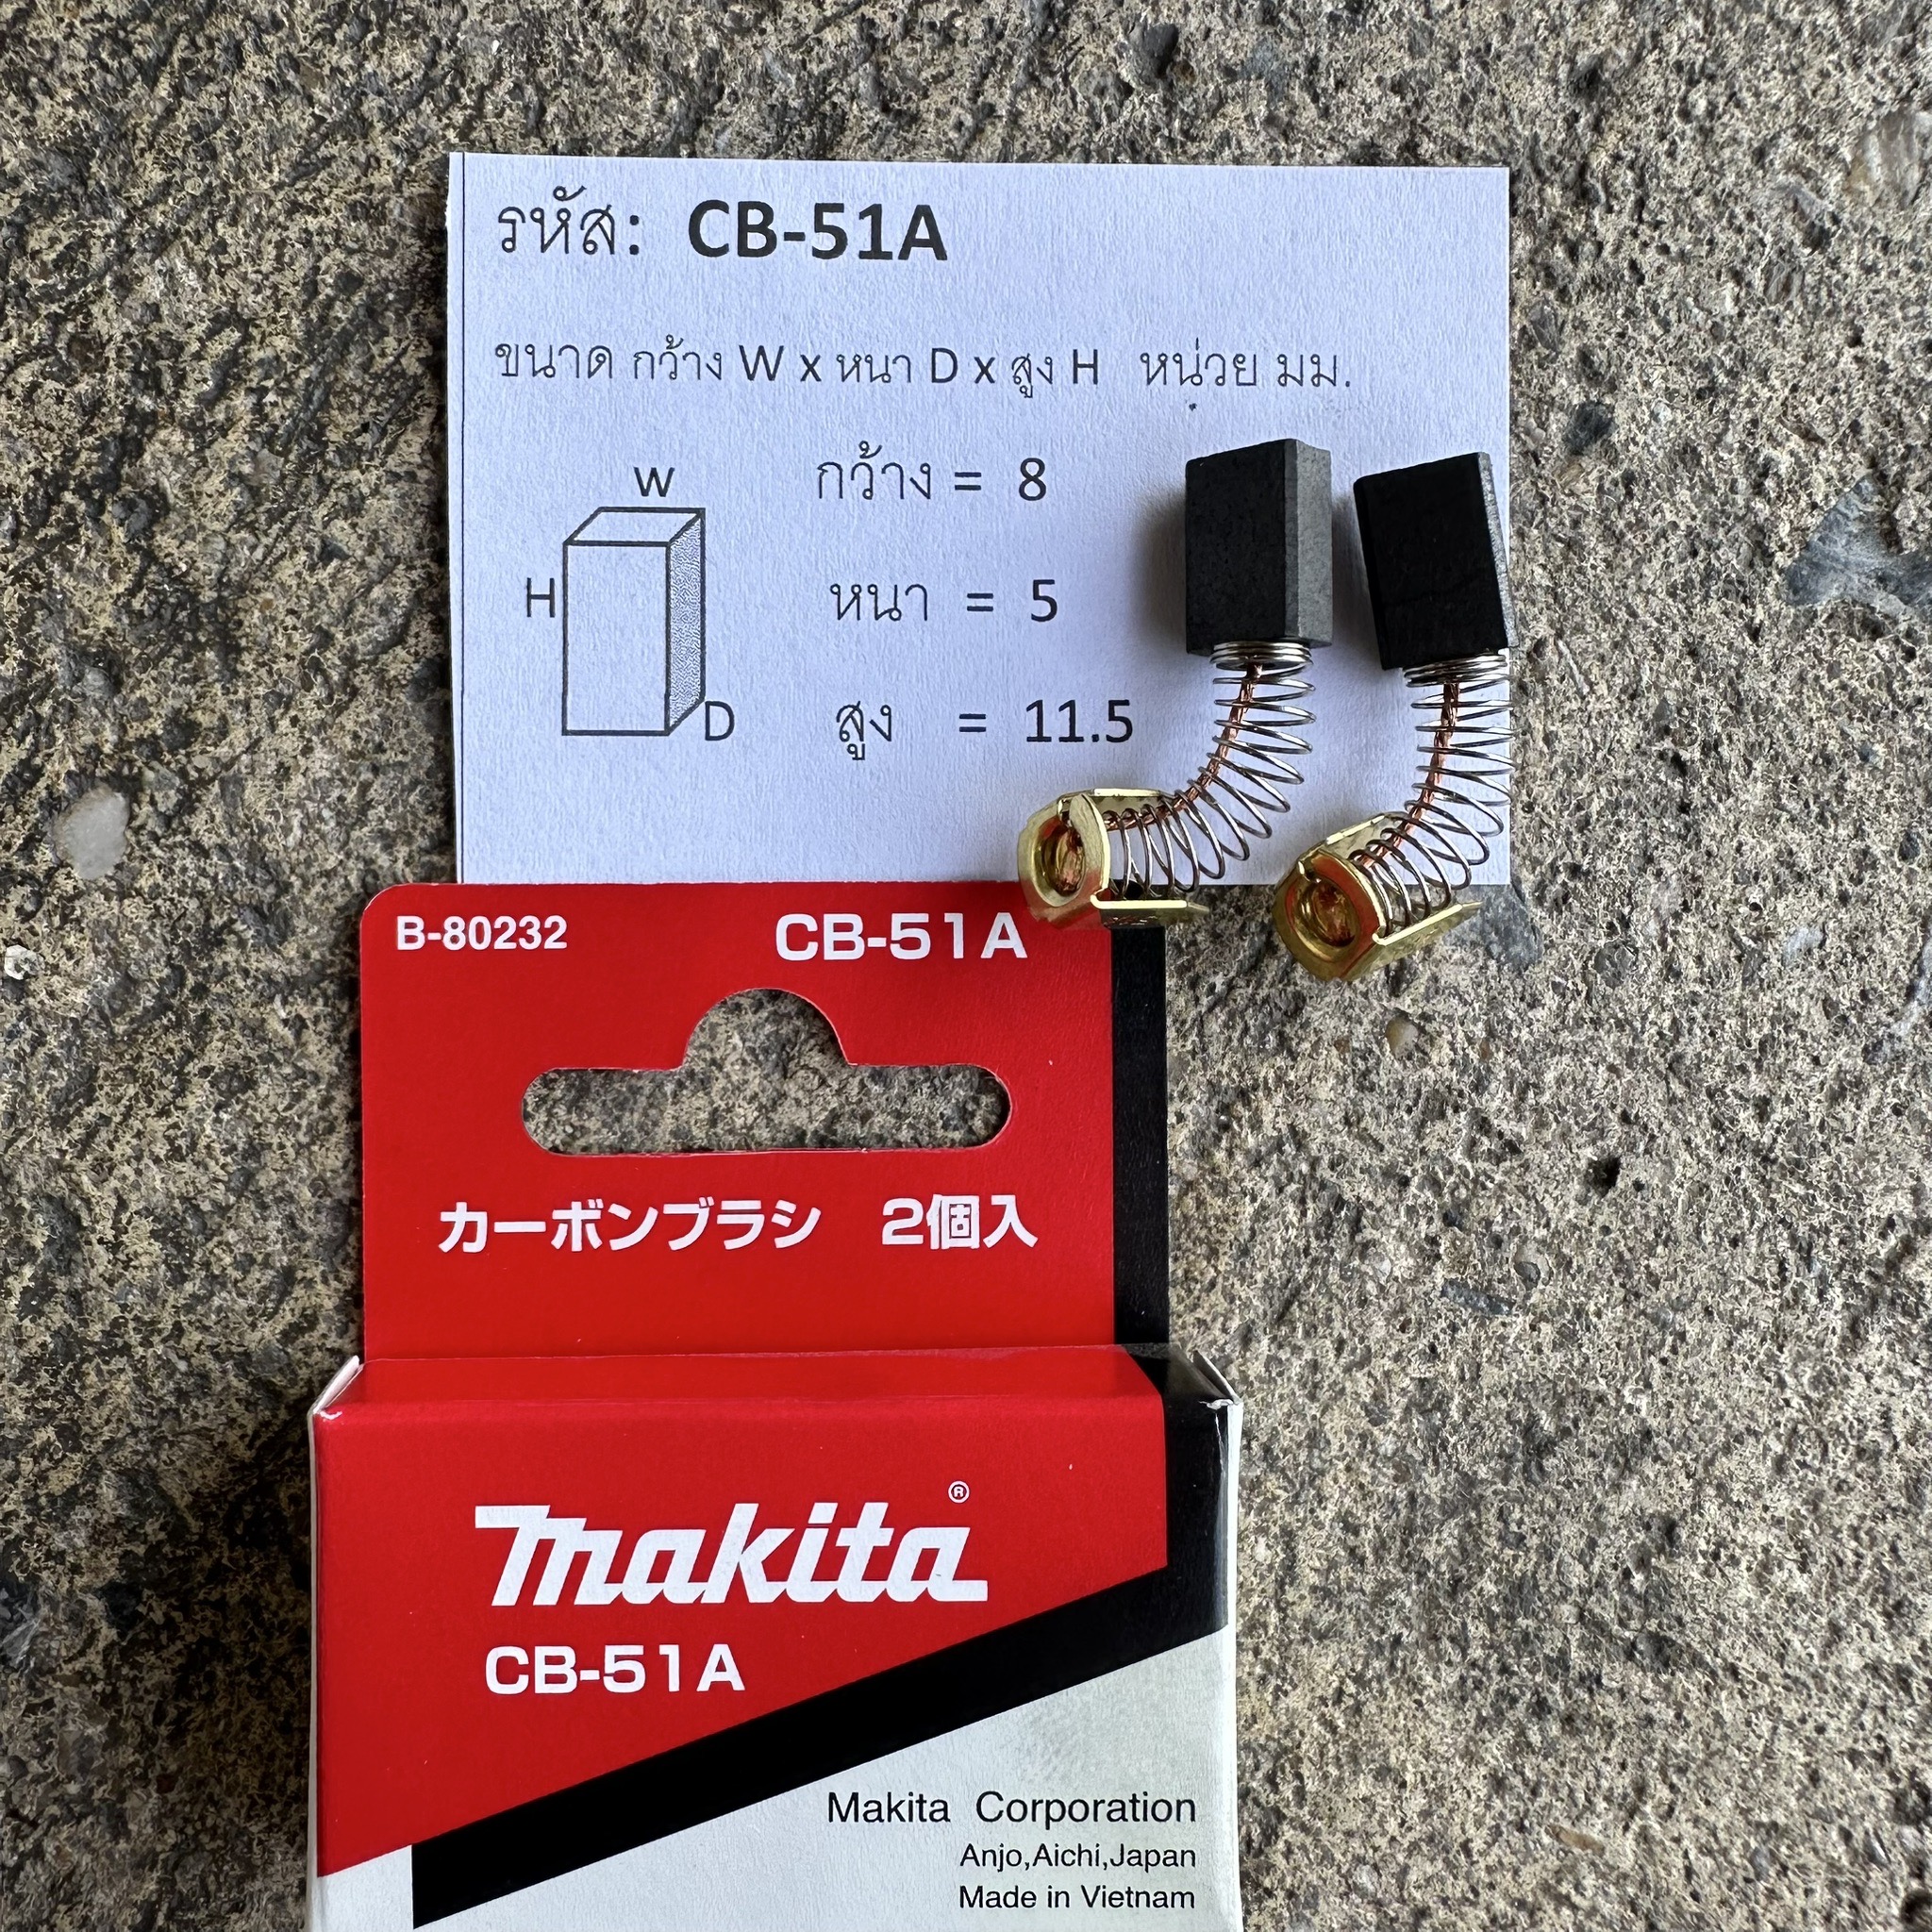 รหัส: CB-51A
ขนาด กว้าง W x หนา D x สูง H หน่วย มม.
W
H
D
กว้าง = 8
หนา = 5
สูง = 11.5
B-80232 CB-51A
カーボンブラシ 2個入
makita®
CB-51A
Makita Corporation
Anjo,Aichi,Japan
Made in Vietnam